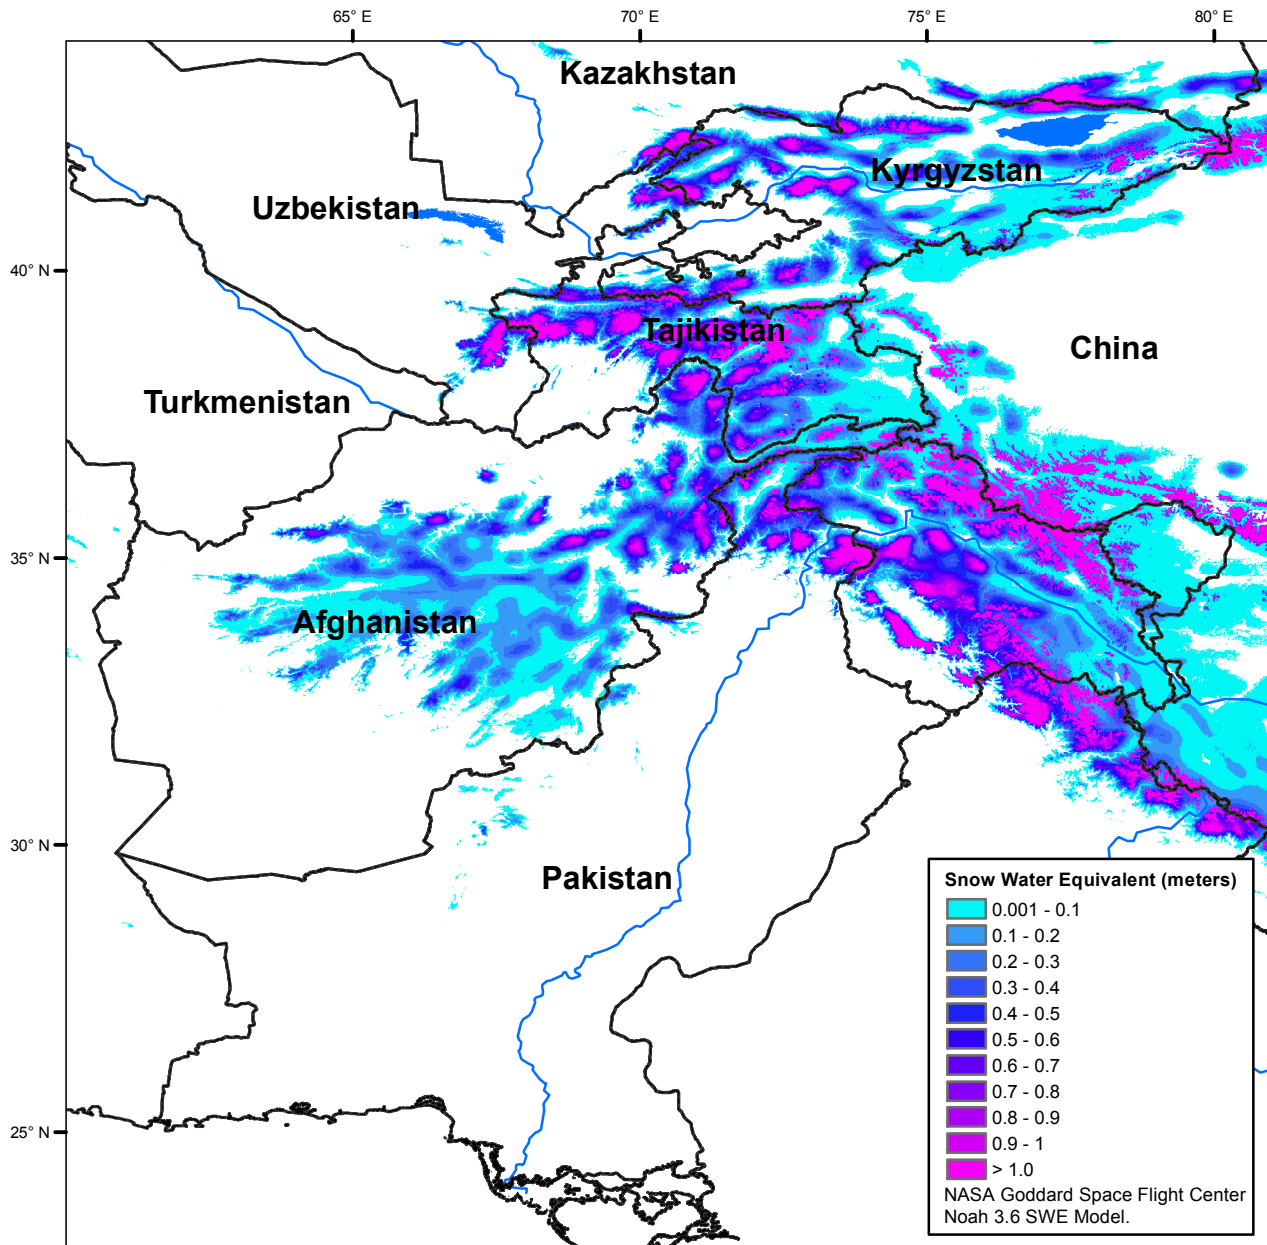 65° E
70° E
75° E
80° E
Kazakhstan
Kyrgyzstan
Uzbekistan
40° N
Tajikistan
China
Turkmenistan
35° N
Afghanistan
30° N
Pakistan
25° N
Snow Water Equivalent (meters)
0.001 - 0.1
0.1 - 0.2
0.2 - 0.3
0.3 - 0.4
0.4 - 0.5
0.5 - 0.6
0.6 - 0.7
0.7 - 0.8
0.8 - 0.9
0.9 - 1
> 1.0
NASA Goddard Space Flight Center
Noah 3.6 SWE Model.